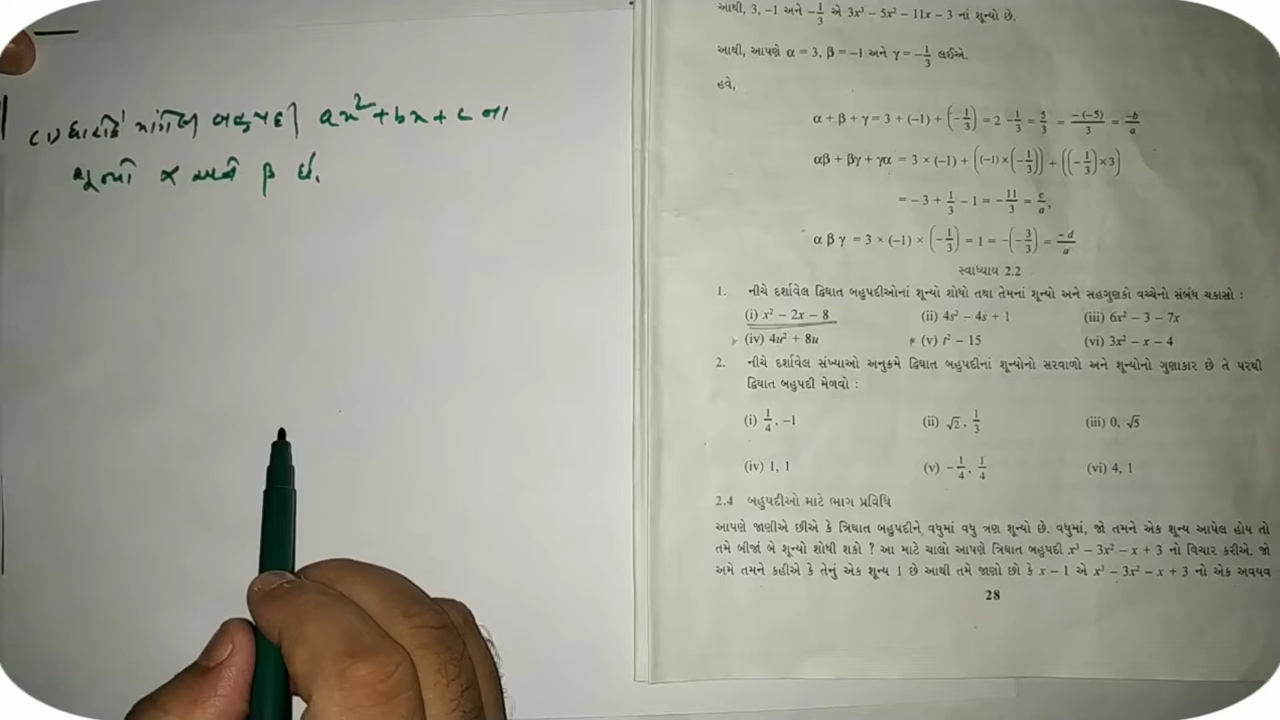 (1) ધારોકે માંગેલ બહુપદી ax²+bx+c ના
શૂન્યો α અને β છે.
આથી, 3, −1 અને −1/3 એ 3x³ − 5x² − 11x − 3 નાં શૂન્યો છે.
આથી, આપણે α = 3, β = −1 અને γ = −1/3 લઈએ.
હવે,
α + β + γ = 3 + (−1) + (−1/3) = 2 −1/3 = 5/3 = −(−5)/3 = −b/a
αβ + βγ + γα = 3 × (−1) + ((−1) × (−1/3)) + ((−1/3) × 3)
= −3 + 1/3 − 1 = −11/3 = c/a,
α β γ = 3 × (−1) × (−1/3) = 1 = −(−3/3) = −d/a
સ્વાધ્યાય 2.2
1. નીચે દર્શાવેલ દ્વિઘાત બહુપદીઓનાં શૂન્યો શોધો તથા તેમનાં શૂન્યો અને સહગુણકો વચ્ચેનો સંબંધ ચકાસો :
(i) x² − 2x − 8 (ii) 4s² − 4s + 1 (iii) 6x² − 3 − 7x
(iv) 4u² + 8u (v) t² − 15 (vi) 3x² − x − 4
2. નીચે દર્શાવેલ સંખ્યાઓ અનુક્રમે દ્વિઘાત બહુપદીનાં શૂન્યોનો સરવાળો અને શૂન્યોનો ગુણાકાર છે તે પરથી
દ્વિઘાત બહુપદી મેળવો :
(i) 1/4, −1 (ii) √2, 1/3 (iii) 0, √5
(iv) 1, 1 (v) −1/4, 1/4 (vi) 4, 1
2.4 બહુપદીઓ માટે ભાગ પ્રવિધિ
આપણે જાણીએ છીએ કે ત્રિઘાત બહુપદીને વધુમાં વધુ ત્રણ શૂન્યો છે. વધુમાં, જો તમને એક શૂન્ય આપેલ હોય તો
તમે બીજાં બે શૂન્યો શોધી શકો ? આ માટે ચાલો આપણે ત્રિઘાત બહુપદી x³ − 3x² − x + 3 નો વિચાર કરીએ. જો
અમે તમને કહીએ કે તેનું એક શૂન્ય 1 છે આથી તમે જાણો છો કે x − 1 એ x³ − 3x² − x + 3 નો એક અવયવ
28